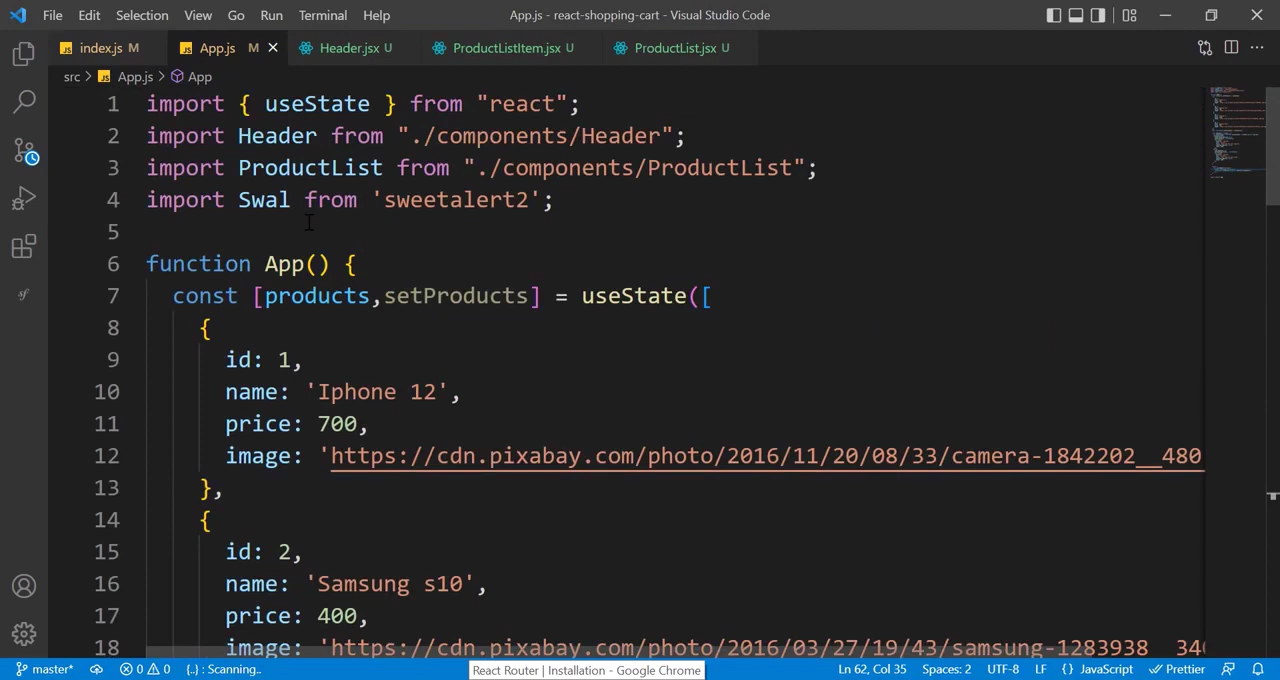 File Edit Selection View Go Run Terminal Help App.js - react-shopping-cart - Visual Studio Code
index.js M App.js M Header.jsx U ProductListItem.jsx U ProductList.jsx U
src > App.js > App
1 import { useState } from "react";
2 import Header from "./components/Header";
3 import ProductList from "./components/ProductList";
4 import Swal from 'sweetalert2';
5
6 function App() {
7 const [products,setProducts] = useState([
8 {
9 id: 1,
10 name: 'Iphone 12',
11 price: 700,
12 image: 'https://cdn.pixabay.com/photo/2016/11/20/08/33/camera-1842202__480
13 },
14 {
15 id: 2,
16 name: 'Samsung s10',
17 price: 400,
18 image: 'https://cdn.pixabay.com/photo/2016/03/27/19/43/samsung-1283938__340
master* 0 0 {..} : Scanning.. React Router | Installation - Google Chrome Ln 62, Col 35 Spaces: 2 UTF-8 LF {} JavaScript Prettier